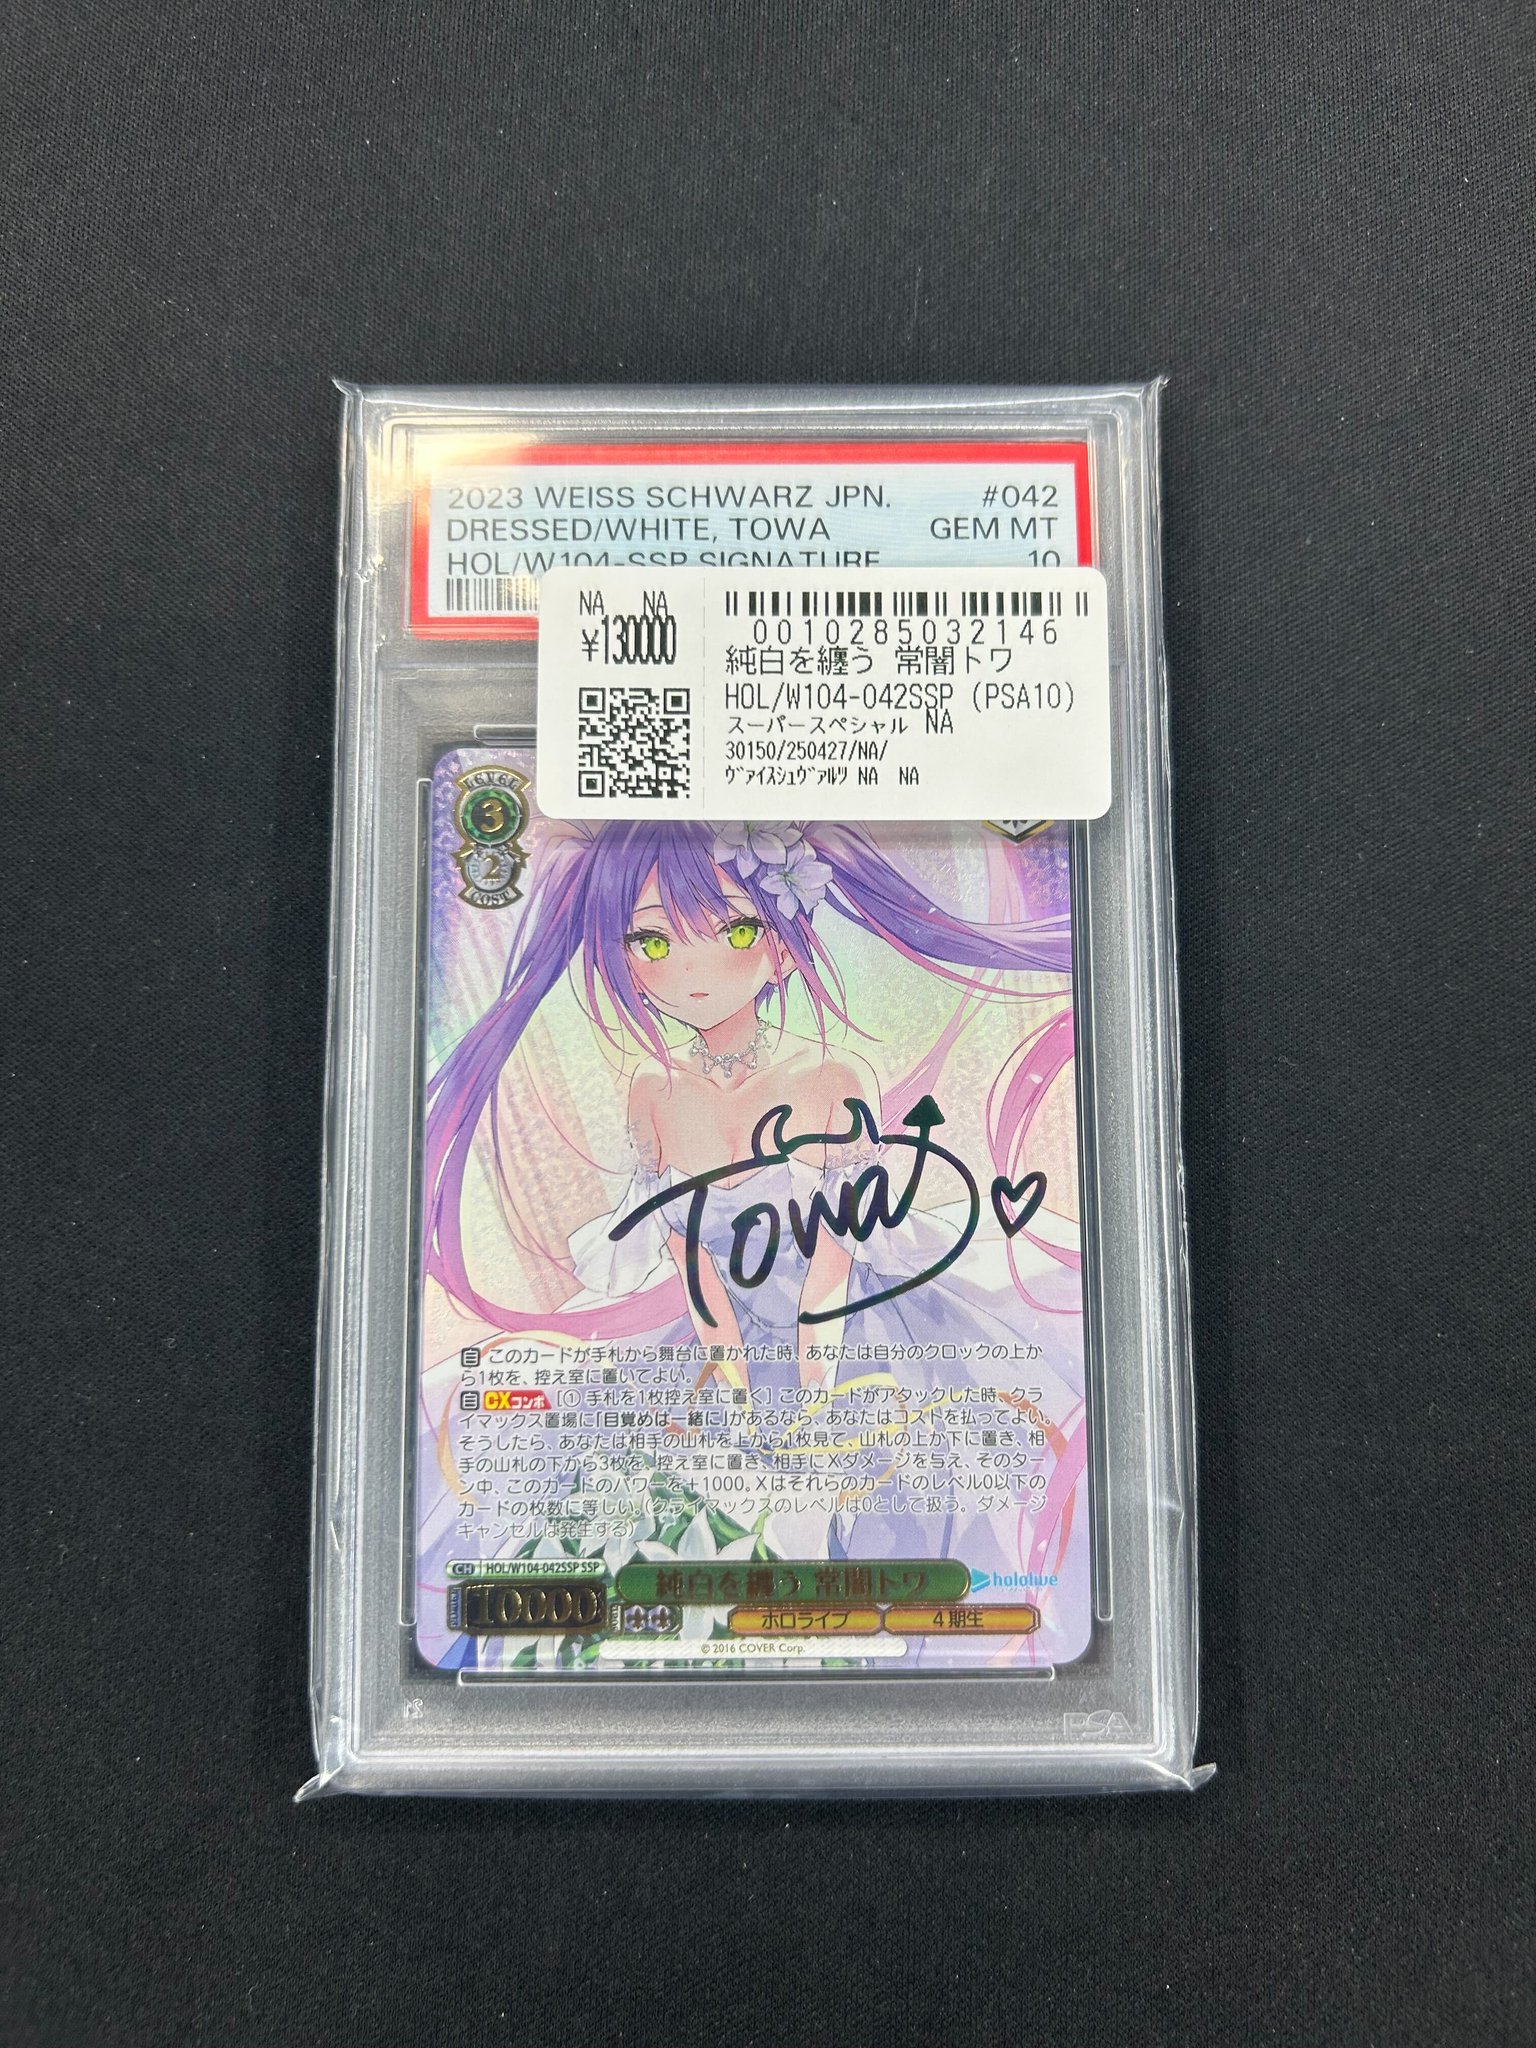 2023 WEISS SCHWARZ JPN. #042
DRESSED/WHITE, TOWA GEM MT
HOL/W104-SSP SIGNATURE 10
NA NA
¥130000
0010285032146
純白を纏う 常闇トワ
HOL/W104-042SSP (PSA10)
スーパースペシャル NA
30150/250427/NA/
ヴァイスシュヴァルツ NA NA
LEVEL
3
2
COST
Towa
自 このカードが手札から舞台に置かれた時、あなたは自分のクロックの上か
ら1枚を、控え室に置いてよい。
自 CXコンボ [① 手札を1枚控え室に置く] このカードがアタックした時、クラ
イマックス置場に「目覚めは一緒に」があるなら、あなたはコストを払ってよい。
そうしたら、あなたは相手の山札を上から1枚見て、山札の上か下に置き、相
手の山札の下から3枚を、控え室に置き、相手にXダメージを与え、そのター
ン中、このカードのパワーを+1000。Xはそれらのカードのレベル0以下の
カードの枚数に等しい。(クライマックスのレベルは0として扱う。ダメージ
キャンセルは発生する)
CH HOL/W104-042SSP SSP
純白を纏う 常闇トワ
hololive
10000
ホロライブ 4期生
© 2016 COVER Corp.
PSA